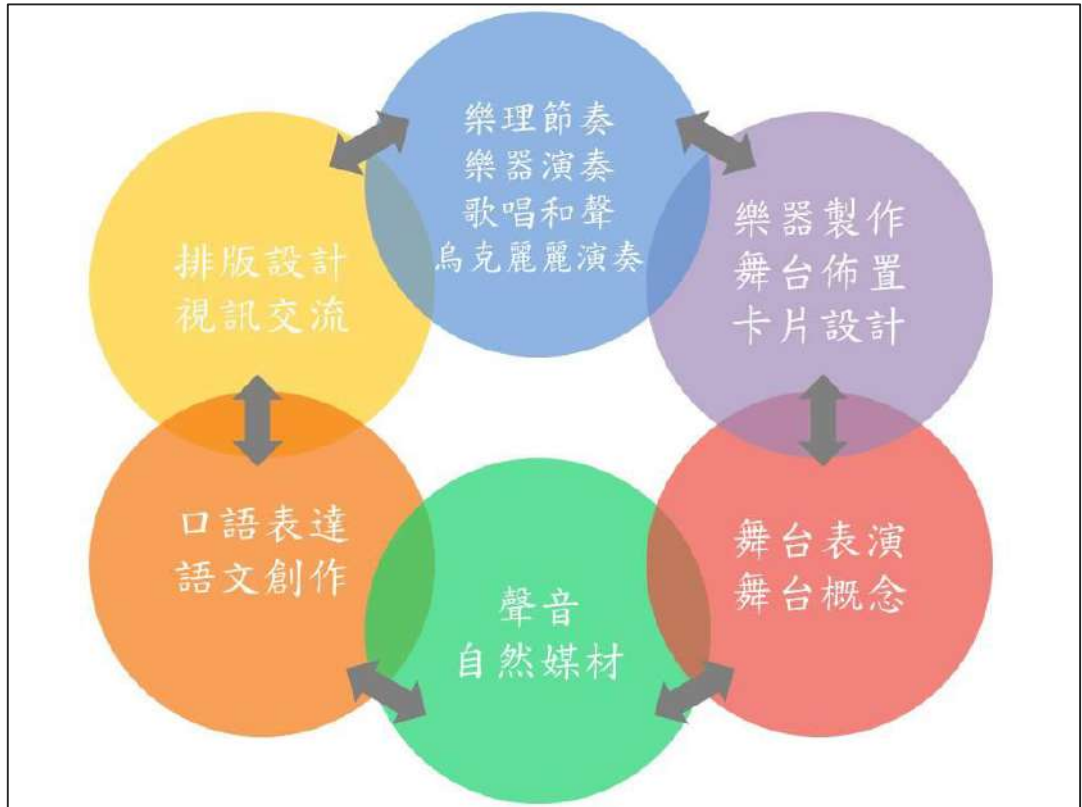 樂理節奏
樂器演奏
歌唱和聲
烏克麗麗演奏
樂器製作
舞台佈置
卡片設計
舞台表演
舞台概念
聲音
自然媒材
口語表達
語文創作
排版設計
視訊交流